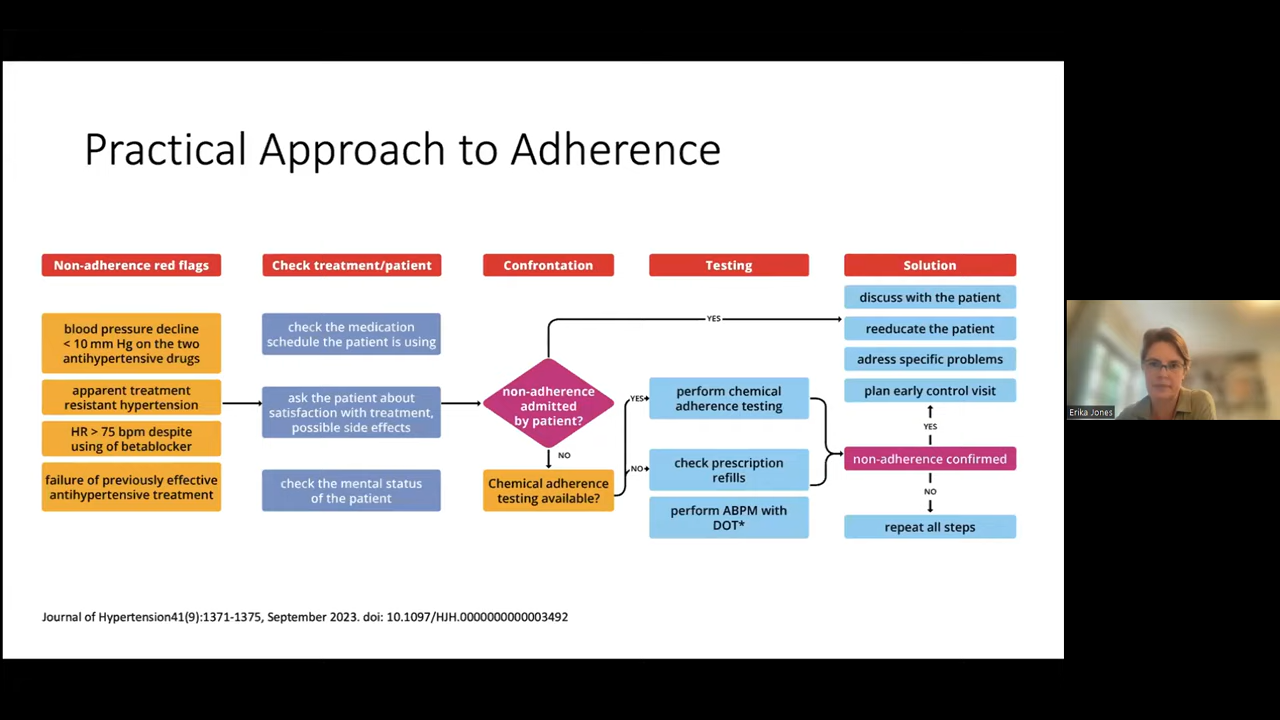 Practical Approach to Adherence
Non-adherence red flags
blood pressure decline
< 10 mm Hg on the two
antihypertensive drugs
apparent treatment
resistant hypertension
HR > 75 bpm despite
using of betablocker
failure of previously effective
antihypertensive treatment
Check treatment/patient
check the medication
schedule the patient is using
ask the patient about
satisfaction with treatment,
possible side effects
check the mental status
of the patient
Confrontation
non-adherence
admitted
by patient?
YES
NO
Chemical adherence
testing available?
YES
NO
Testing
perform chemical
adherence testing
check prescription
refills
perform ABPM with
DOT*
Solution
discuss with the patient
reeducate the patient
adress specific problems
plan early control visit
YES
non-adherence confirmed
NO
repeat all steps
Journal of Hypertension41(9):1371-1375, September 2023. doi: 10.1097/HJH.0000000000003492
Erika Jones